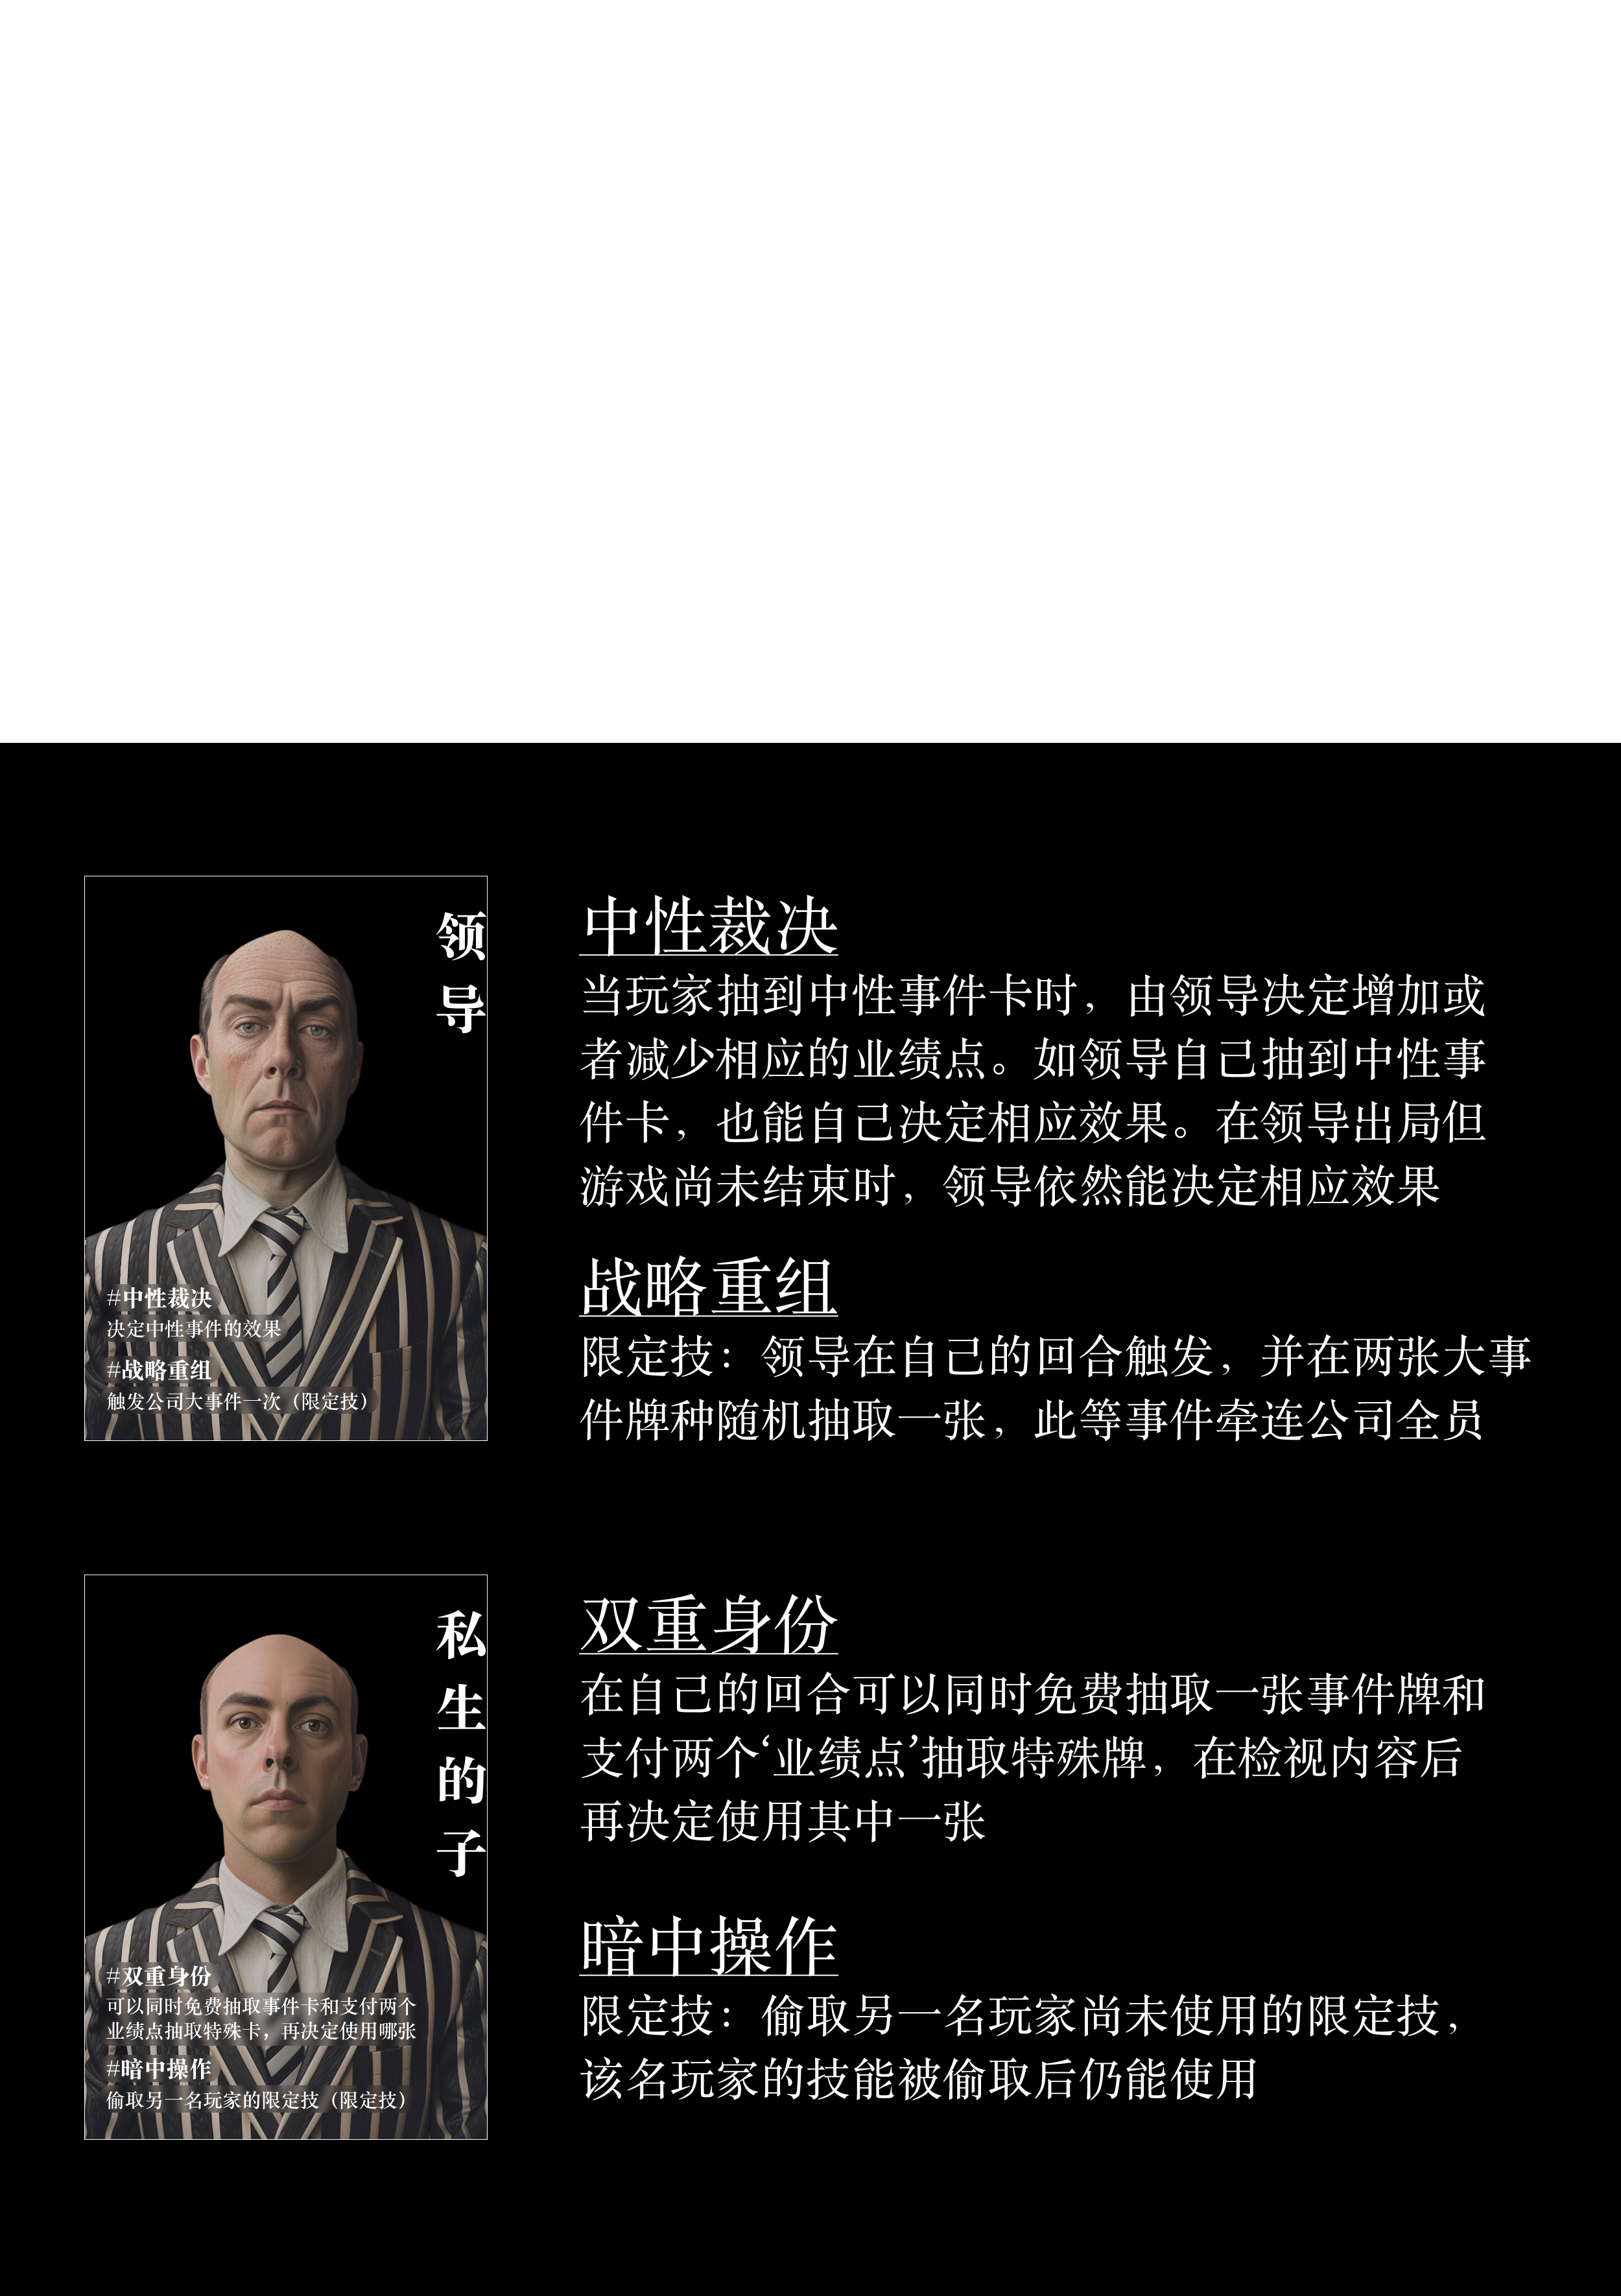 领导
#中性裁决
决定中性事件的效果
#战略重组
触发公司大事件一次（限定技）
中性裁决
当玩家抽到中性事件卡时，由领导决定增加或
者减少相应的业绩点。如领导自己抽到中性事
件卡，也能自己决定相应效果。在领导出局但
游戏尚未结束时，领导依然能决定相应效果
战略重组
限定技：领导在自己的回合触发，并在两张大事
件牌种随机抽取一张，此等事件牵连公司全员
私生的子
#双重身份
可以同时免费抽取事件卡和支付两个
业绩点抽取特殊卡，再决定使用哪张
#暗中操作
偷取另一名玩家的限定技（限定技）
双重身份
在自己的回合可以同时免费抽取一张事件牌和
支付两个‘业绩点’抽取特殊牌，在检视内容后
再决定使用其中一张
暗中操作
限定技：偷取另一名玩家尚未使用的限定技，
该名玩家的技能被偷取后仍能使用